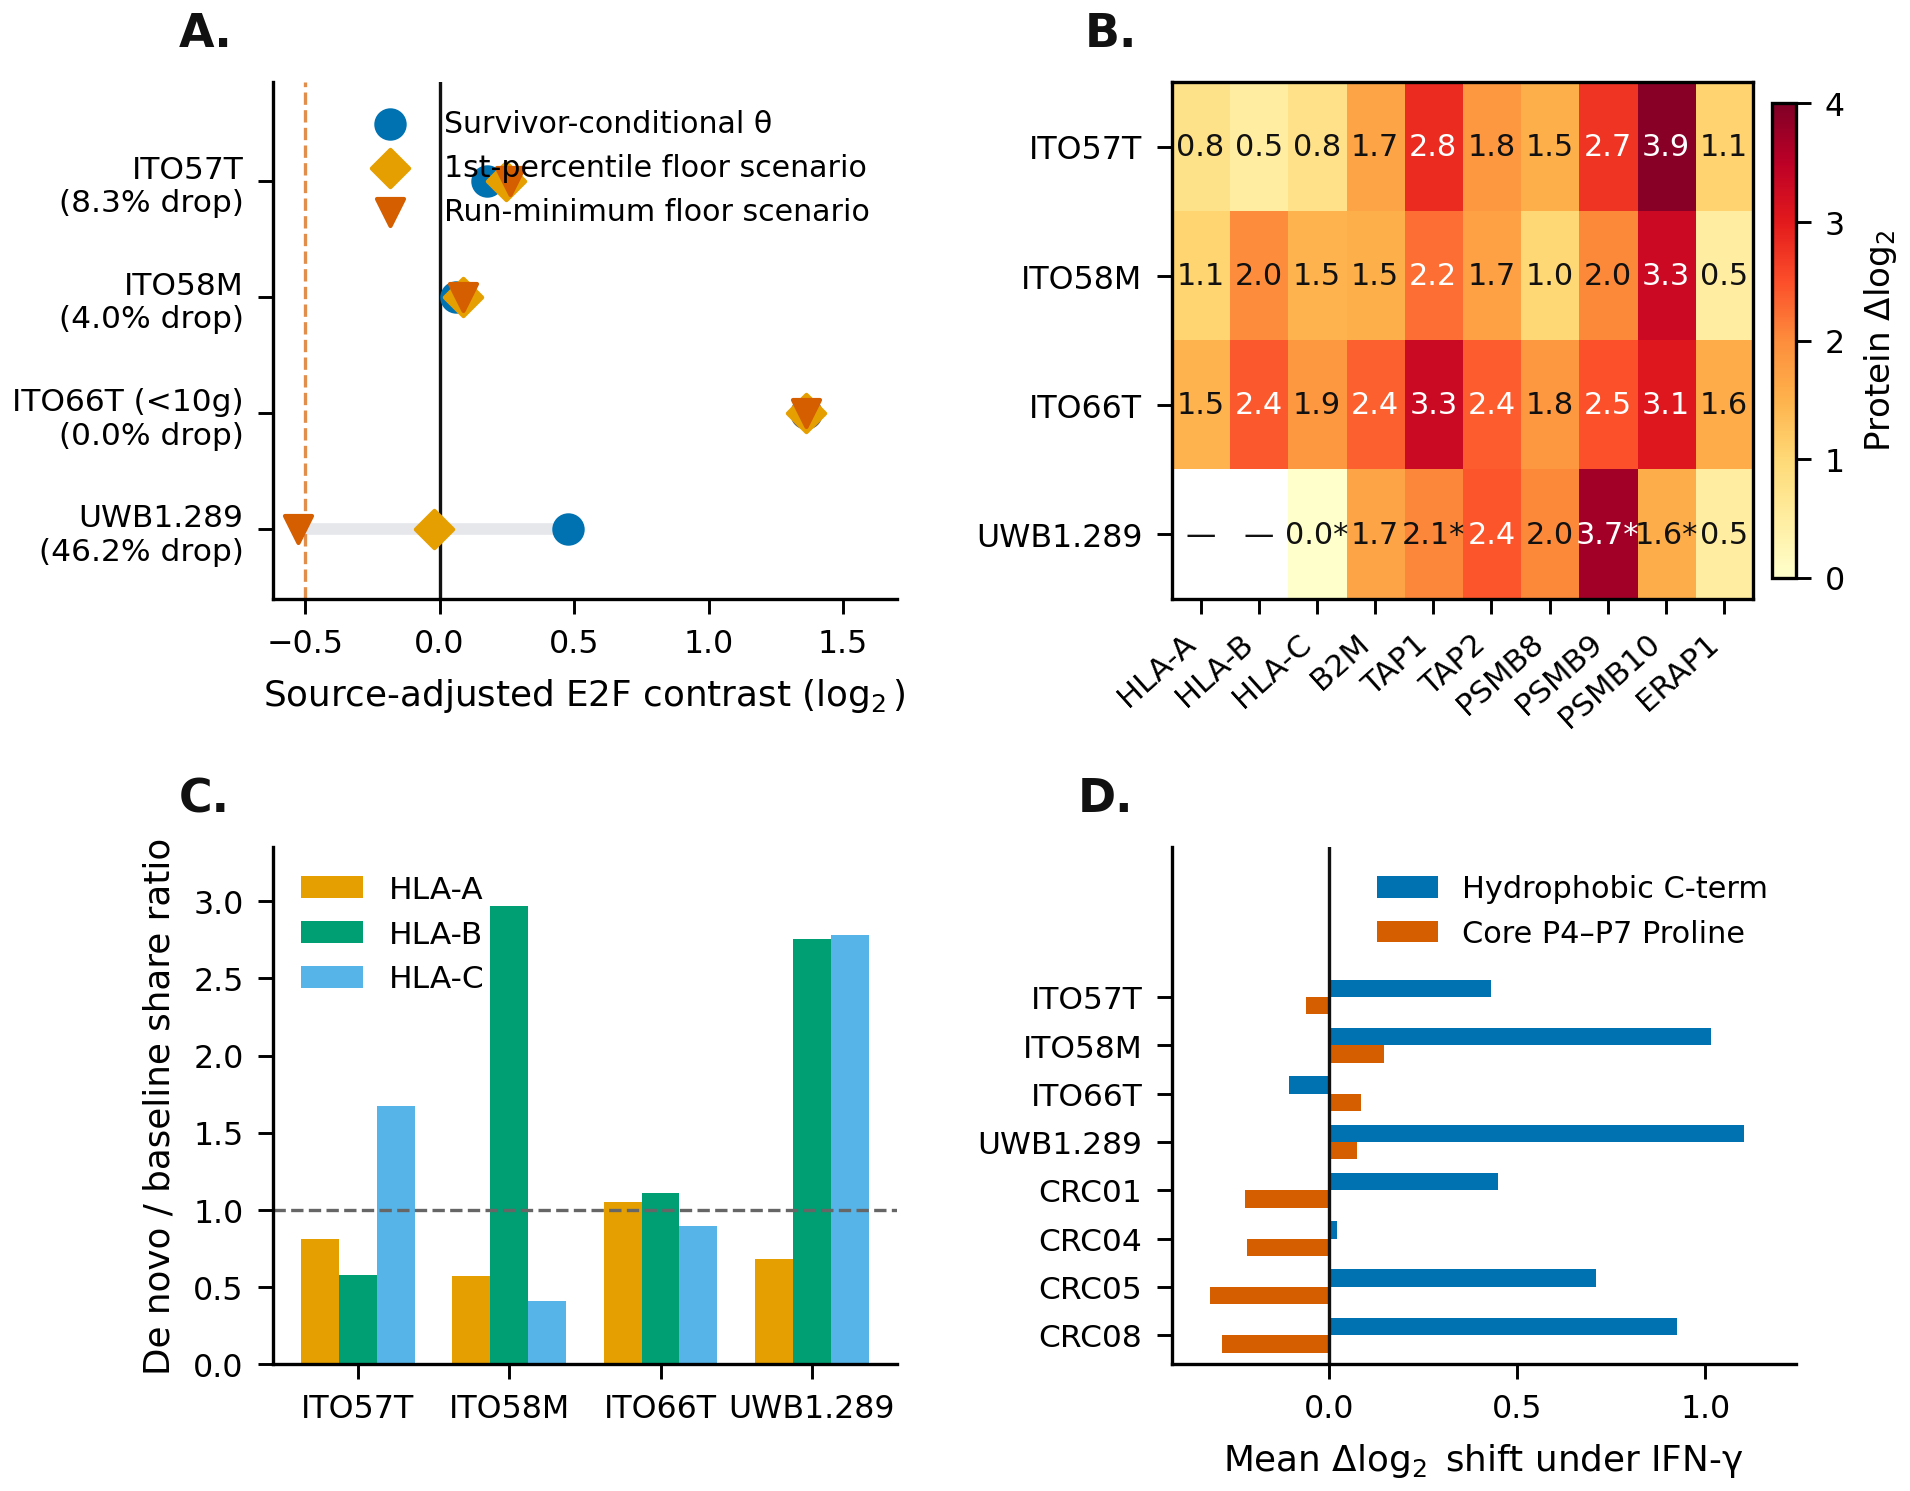 A.
Survivor-conditional θ
1st-percentile floor scenario
Run-minimum floor scenario
ITO57T
(8.3% drop)
ITO58M
(4.0% drop)
ITO66T (<10g)
(0.0% drop)
UWB1.289
(46.2% drop)
−0.5 0.0 0.5 1.0 1.5
Source-adjusted E2F contrast (log₂)
B.
ITO57T 0.8 0.5 0.8 1.7 2.8 1.8 1.5 2.7 3.9 1.1
ITO58M 1.1 2.0 1.5 1.5 2.2 1.7 1.0 2.0 3.3 0.5
ITO66T 1.5 2.4 1.9 2.4 3.3 2.4 1.8 2.5 3.1 1.6
UWB1.289 — — 0.0* 1.7 2.1* 2.4 2.0 3.7* 1.6* 0.5
HLA-A HLA-B HLA-C B2M TAP1 TAP2 PSMB8 PSMB9 PSMB10 ERAP1
4
3
2
1
0
Protein Δlog₂
C.
HLA-A
HLA-B
HLA-C
De novo / baseline share ratio
3.0
2.5
2.0
1.5
1.0
0.5
0.0
ITO57T ITO58M ITO66T UWB1.289
D.
Hydrophobic C-term
Core P4–P7 Proline
ITO57T
ITO58M
ITO66T
UWB1.289
CRC01
CRC04
CRC05
CRC08
0.0 0.5 1.0
Mean Δlog₂ shift under IFN-γ